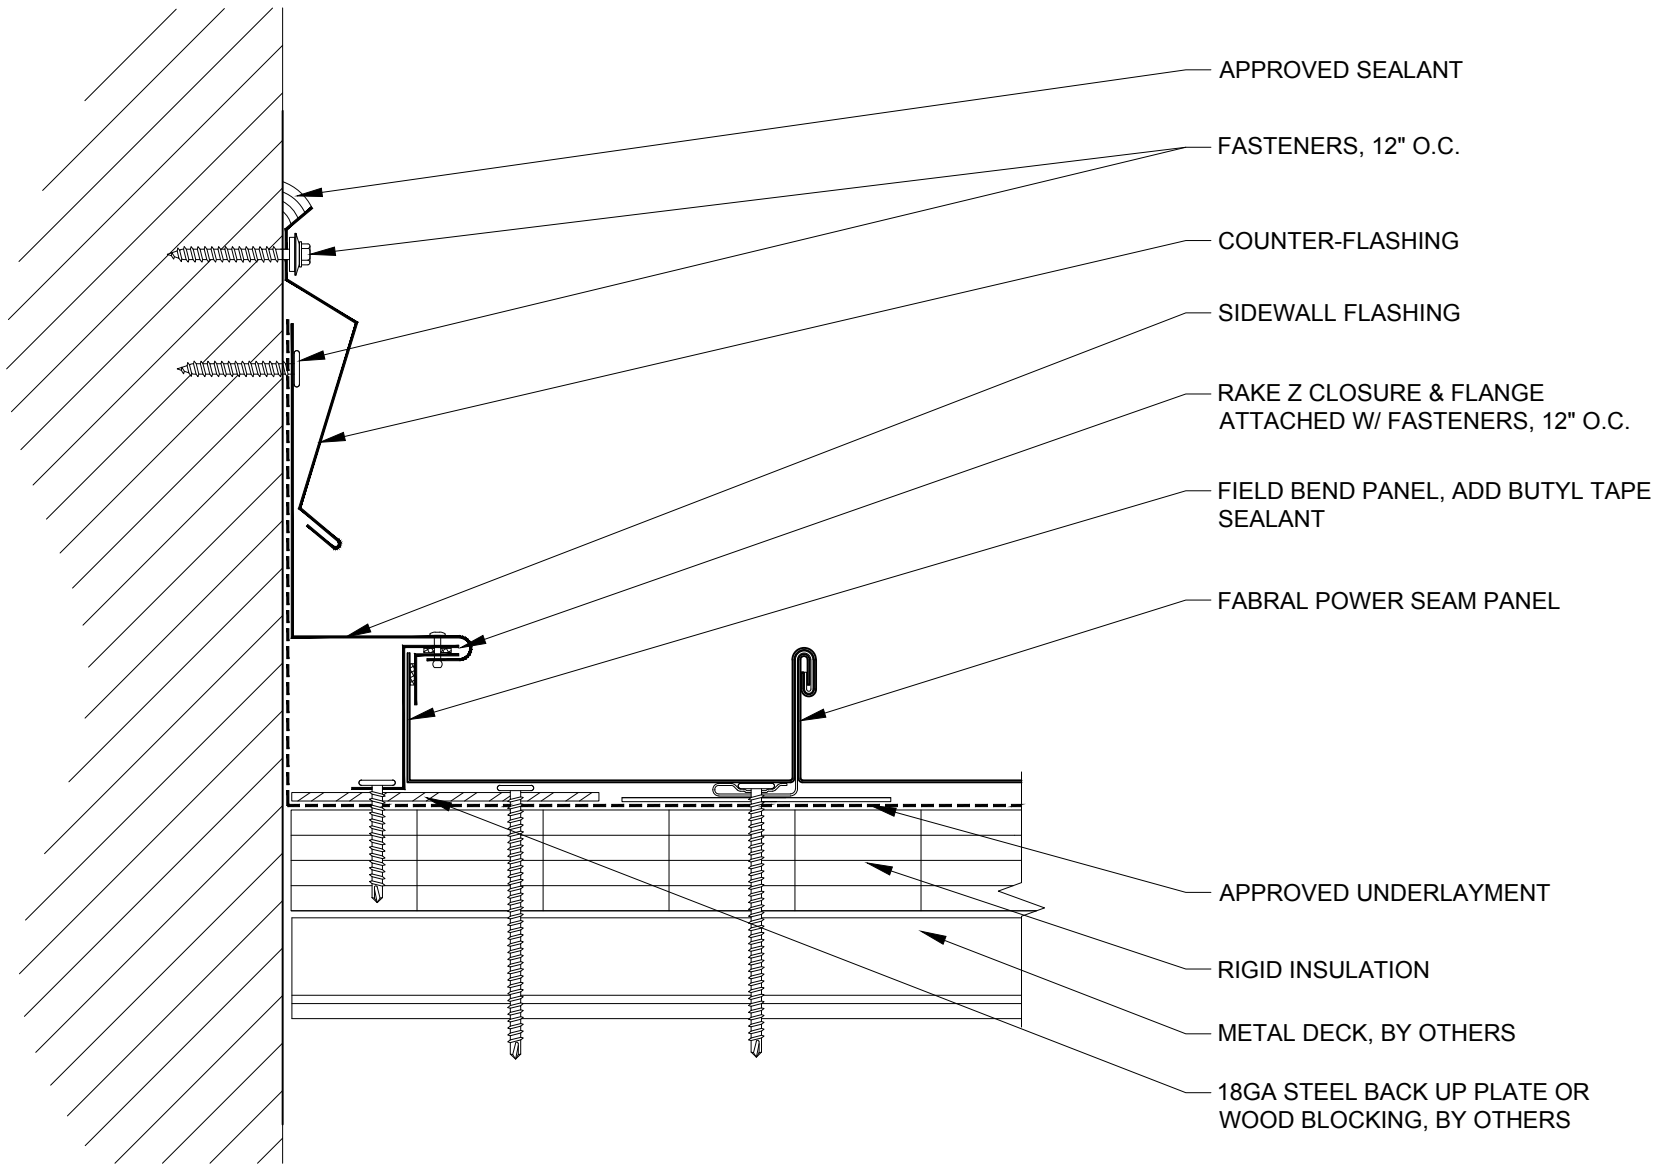 APPROVED SEALANT
FASTENERS, 12" O.C.
COUNTER-FLASHING
SIDEWALL FLASHING
RAKE Z CLOSURE & FLANGE
ATTACHED W/ FASTENERS, 12" O.C.
FIELD BEND PANEL, ADD BUTYL TAPE
SEALANT
FABRAL POWER SEAM PANEL
APPROVED UNDERLAYMENT
RIGID INSULATION
METAL DECK, BY OTHERS
18GA STEEL BACK UP PLATE OR
WOOD BLOCKING, BY OTHERS